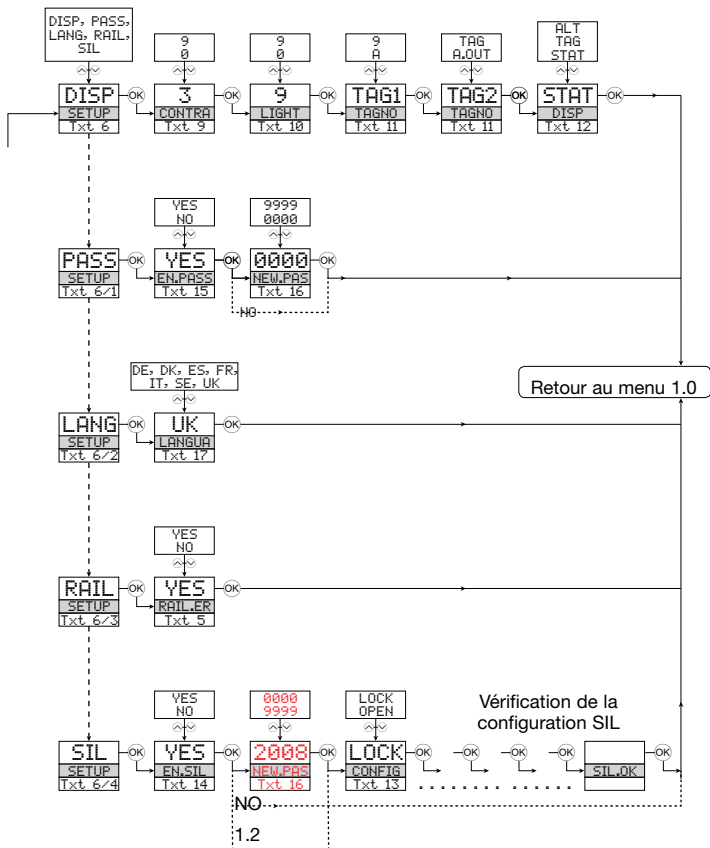 DISP, PASS,
LANG, RAIL,
SIL
9
0
9
0
9
A
TAG
A.OUT
ALT
TAG
STAT
DISP
SETUP
Txt 6
OK
3
CONTRA
Txt 9
OK
9
LIGHT
Txt 10
OK
TAG1
TAGNO
Txt 11
OK
TAG2
TAGNO
Txt 11
OK
STAT
DISP
Txt 12
OK
YES
NO
9999
0000
PASS
SETUP
Txt 6/1
OK
YES
EN.PASS
Txt 15
OK
0000
NEW.PAS
Txt 16
OK
NO
Retour au menu 1.0
DE, DK, ES, FR,
IT, SE, UK
LANG
SETUP
Txt 6/2
OK
UK
LANGUA
Txt 17
OK
YES
NO
RAIL
SETUP
Txt 6/3
OK
YES
RAIL.ER
Txt 5
OK
YES
NO
0000
9999
LOCK
OPEN
Vérification de la
configuration SIL
SIL
SETUP
Txt 6/4
OK
YES
EN.SIL
Txt 14
OK
2008
NEW.PAS
Txt 16
OK
LOCK
CONFIG
Txt 13
OK
OK
OK
OK
SIL.OK
OK
NO
1.2